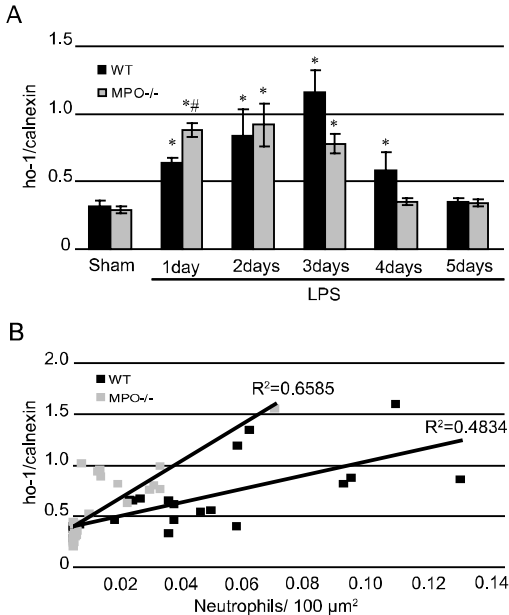 A
1.5
WT
MPO-/-
1.0
0.5
0
ho-1/calnexin
* *# * * * * *
Sham 1day 2days 3days 4days 5days
LPS
B
2.0
WT
MPO-/-
1.5
1.0
0.5
0
ho-1/calnexin
R²=0.6585
R²=0.4834
0.02 0.04 0.06 0.08 0.10 0.12 0.14
Neutrophils/ 100 µm²